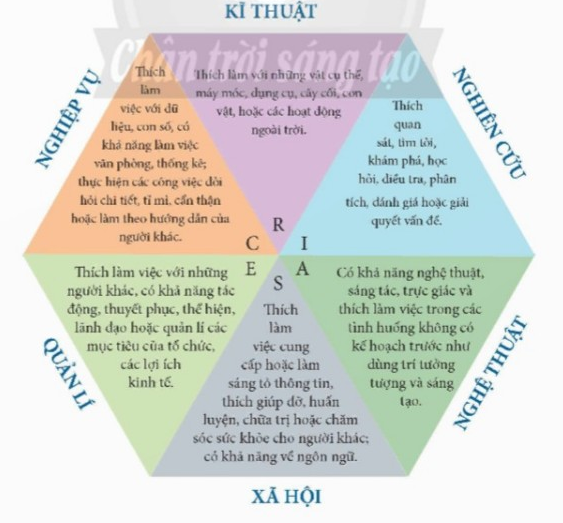 KĨ THUẬT
Chân trời sáng tạo
Thích làm với những vật cụ thể,
máy móc, dụng cụ, cây cối, con
vật, hoặc các hoạt động
ngoài trời.
R
NGHIÊN CỨU
Thích
quan
sát, tìm tòi,
khám phá, học
hỏi, điều tra, phân
tích, đánh giá hoặc giải
quyết vấn đề.
I
NGHỆ THUẬT
A
Có khả năng nghệ thuật,
sáng tác, trực giác và
thích làm việc trong các
tình huống không có
kế hoạch trước như
dùng trí tưởng
tượng và sáng
tạo.
S
Thích
làm
việc cung
cấp hoặc làm
sáng tỏ thông tin,
thích giúp đỡ, huấn
luyện, chữa trị hoặc chăm
sóc sức khỏe cho người khác;
có khả năng về ngôn ngữ.
XÃ HỘI
QUẢN LÍ
E
Thích làm việc với những
người khác, có khả năng tác
động, thuyết phục, thể hiện,
lãnh đạo hoặc quản lí các
mục tiêu của tổ chức,
các lợi ích
kinh tế.
NGHIỆP VỤ
Thích
làm
việc với dữ
liệu, con số, có
khả năng làm việc
văn phòng, thống kê;
thực hiện các công việc đòi
hỏi chi tiết, tỉ mỉ, cẩn thận
hoặc làm theo hướng dẫn của
người khác.
C